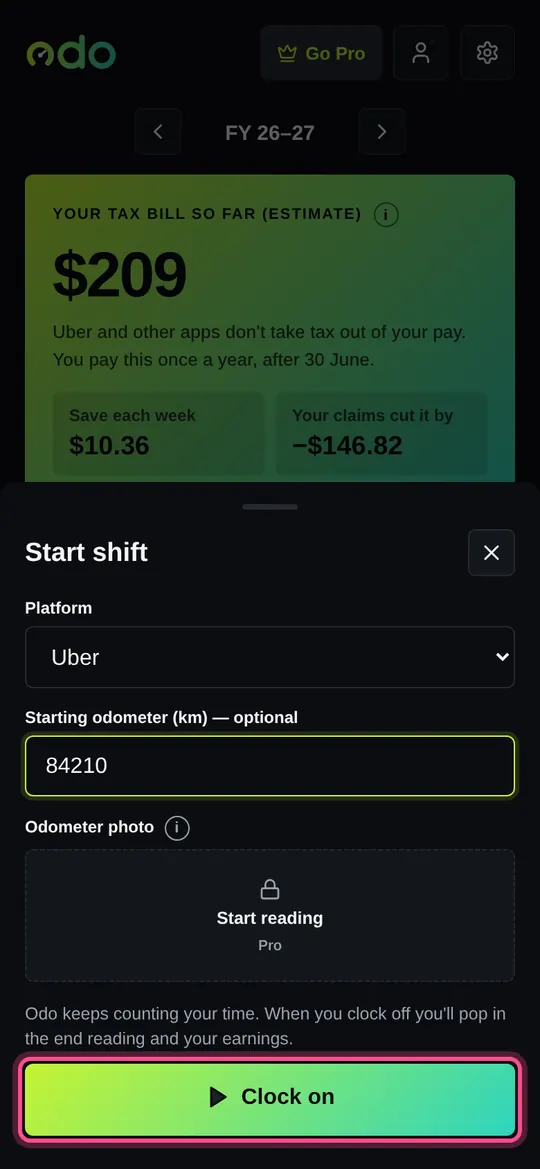 odo
Go Pro
FY 26–27
YOUR TAX BILL SO FAR (ESTIMATE) i
$209
Uber and other apps don't take tax out of your pay.
You pay this once a year, after 30 June.
Save each week
$10.36
Your claims cut it by
−$146.82
Start shift
Platform
Uber
Starting odometer (km) — optional
84210
Odometer photo i
Start reading
Pro
Odo keeps counting your time. When you clock off you'll pop in
the end reading and your earnings.
Clock on